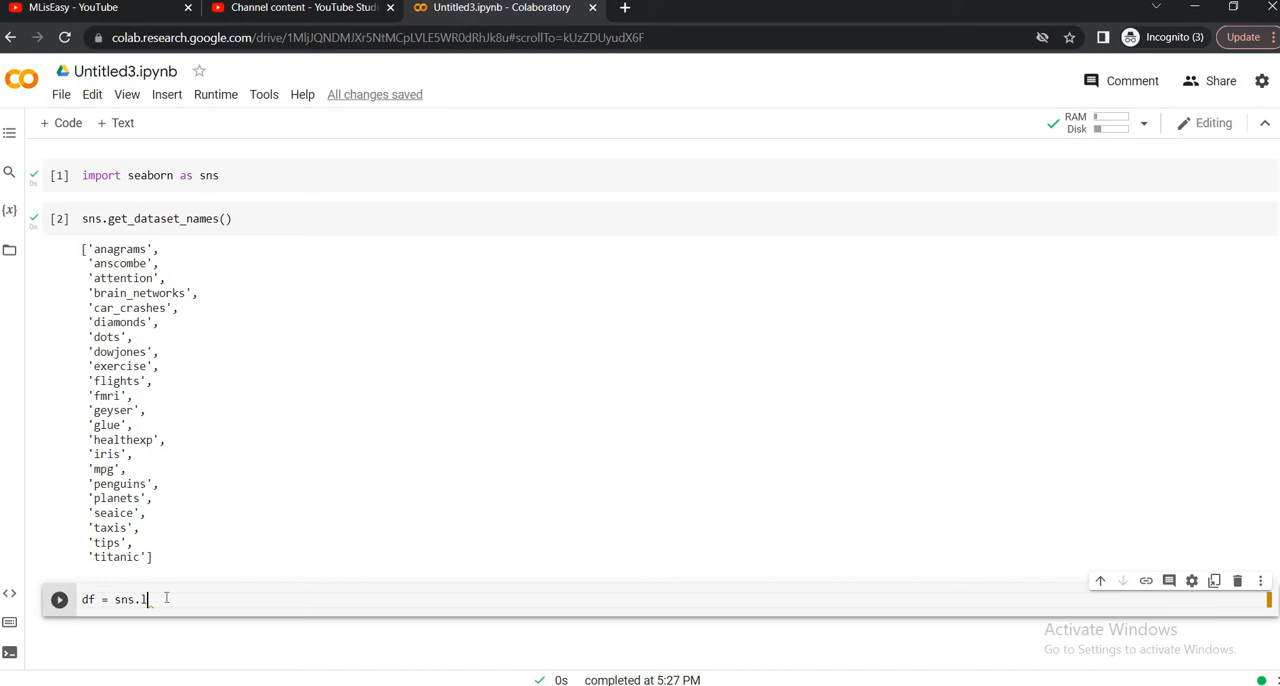 MLisEasy - YouTube
Channel content - YouTube Studi
Untitled3.ipynb - Colaboratory
colab.research.google.com/drive/1MljJQNDMJXr5NtMCpLVLE5WR0dRhJk8u#scrollTo=kUzZDUyudX6F
Incognito (3)
Update
Untitled3.ipynb
File Edit View Insert Runtime Tools Help All changes saved
Comment
Share
+ Code + Text
RAM
Disk
Editing
[1] import seaborn as sns
0s
[2] sns.get_dataset_names()
0s
['anagrams',
'anscombe',
'attention',
'brain_networks',
'car_crashes',
'diamonds',
'dots',
'dowjones',
'exercise',
'flights',
'fmri',
'geyser',
'glue',
'healthexp',
'iris',
'mpg',
'penguins',
'planets',
'seaice',
'taxis',
'tips',
'titanic']
df = sns.l
Activate Windows
Go to Settings to activate Windows.
0s completed at 5:27 PM